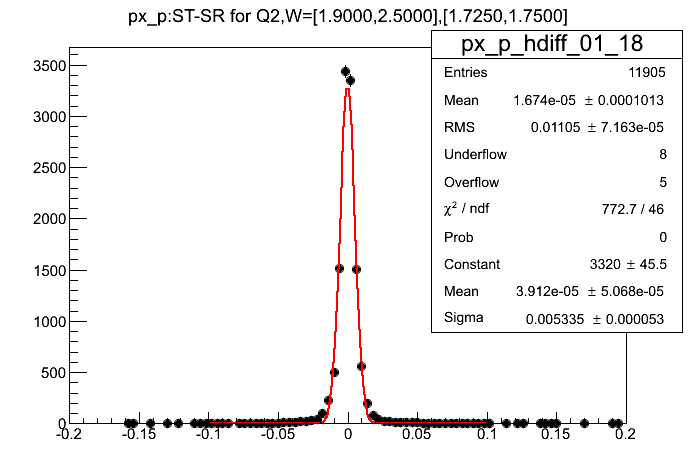 px_p:ST-SR for Q2,W=[1.9000,2.5000],[1.7250,1.7500]
px_p_hdiff_01_18
Entries 11905
Mean 1.674e-05 ± 0.0001013
RMS 0.01105 ± 7.163e-05
Underflow 8
Overflow 5
χ² / ndf 772.7 / 46
Prob 0
Constant 3320 ± 45.5
Mean 3.912e-05 ± 5.068e-05
Sigma 0.005335 ± 0.000053
3500
3000
2500
2000
1500
1000
500
0
-0.2 -0.15 -0.1 -0.05 0 0.05 0.1 0.15 0.2